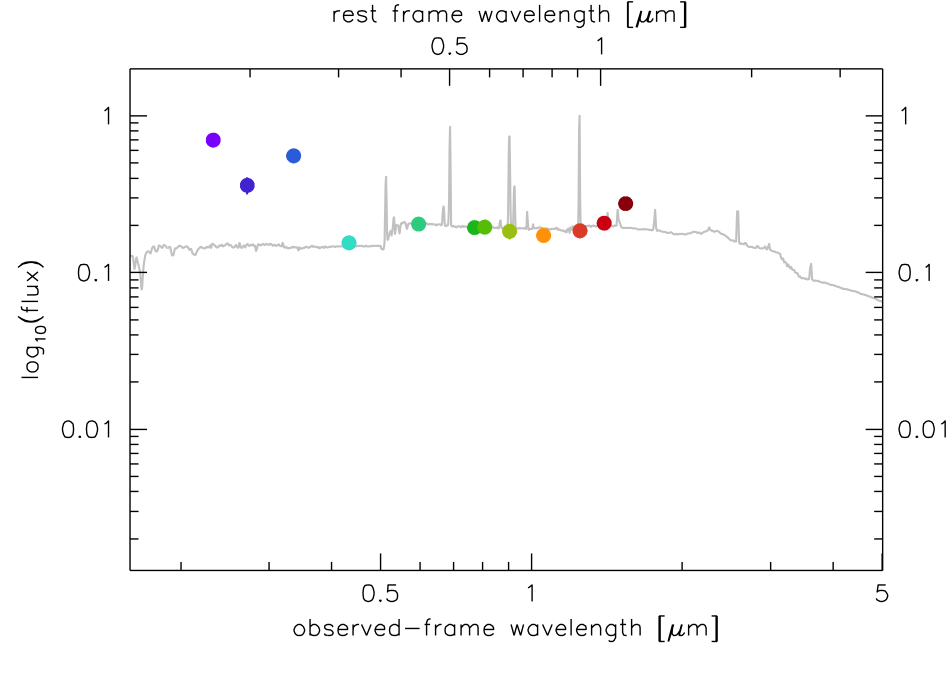 rest frame wavelength [μm]
0.5 1
1 1
0.1 0.1
0.01 0.01
log10(flux)
0.5 1 5
observed-frame wavelength [μm]